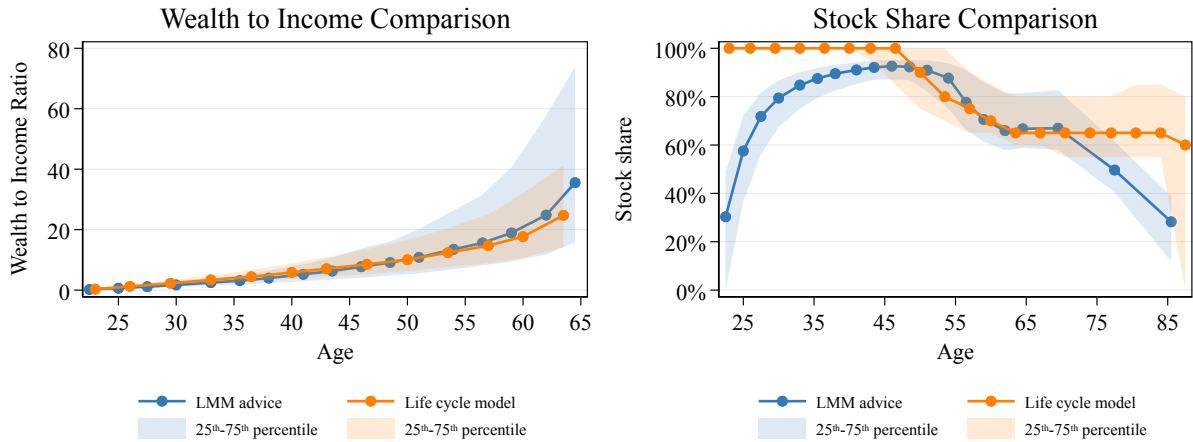 Wealth to Income Comparison
Wealth to Income Ratio
80
60
40
20
0
25
30
35
40
45
50
55
60
65
Age
LMM advice
Life cycle model
25th-75th percentile
25th-75th percentile
Stock Share Comparison
Stock share
100%
80%
60%
40%
20%
0%
25
35
45
55
65
75
85
Age
LMM advice
Life cycle model
25th-75th percentile
25th-75th percentile